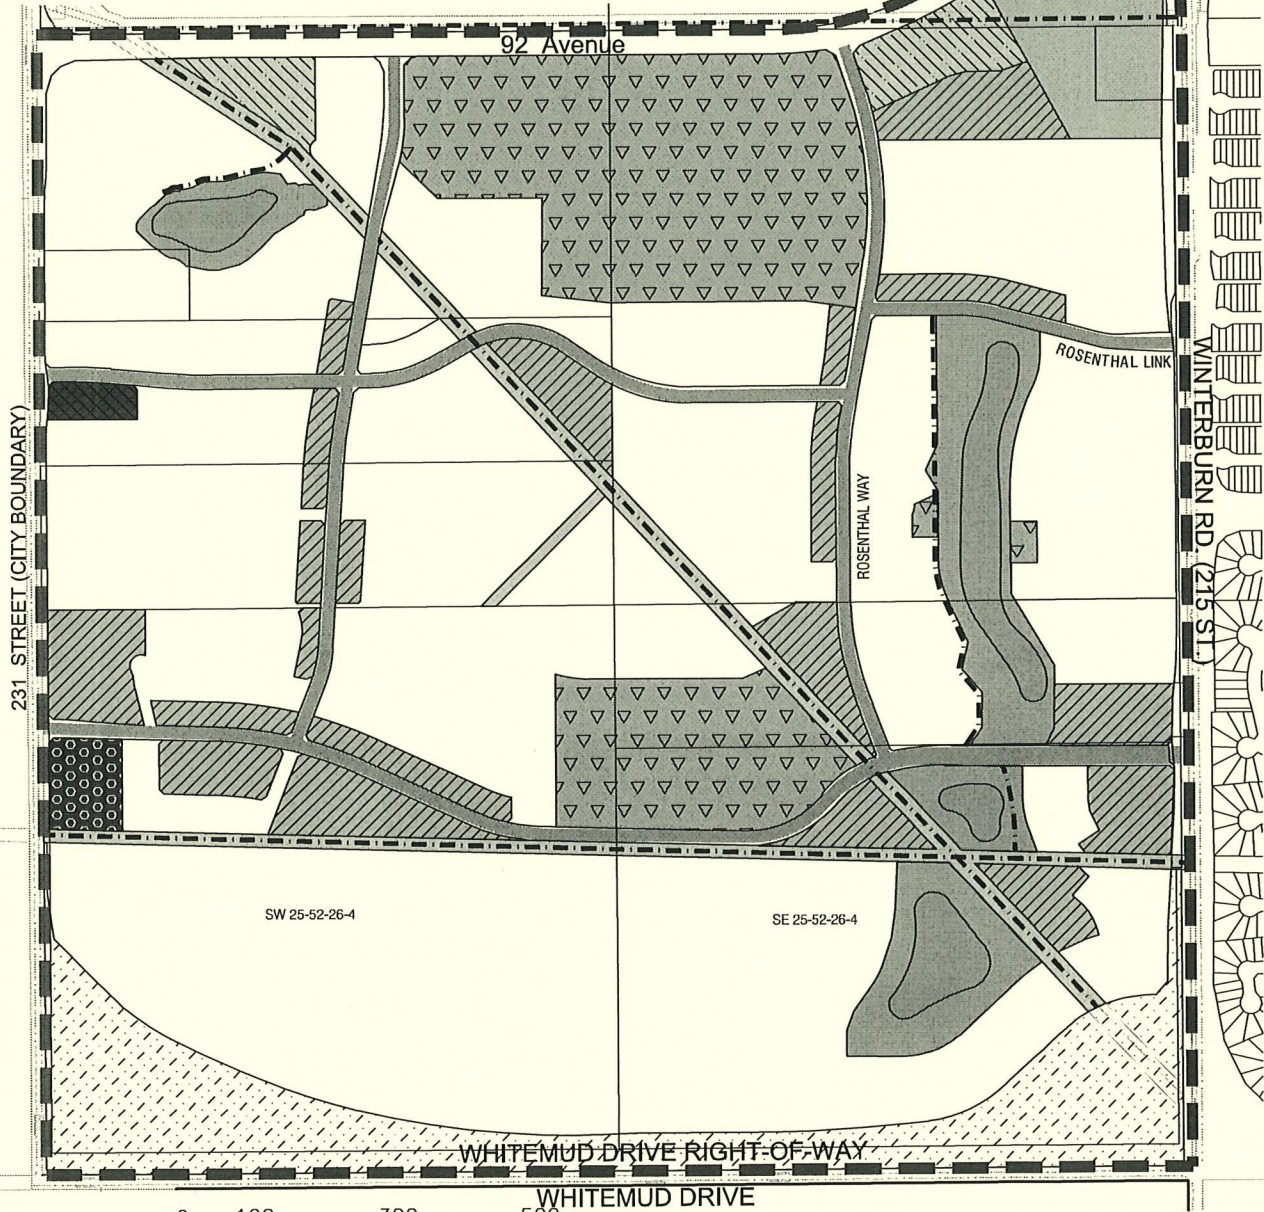 92 Avenue
ROSENTHAL LINK
WINTERBURN RD. (215 ST.)
231 STREET (CITY BOUNDARY)
ROSENTHAL WAY
SW 25-52-26-4
SE 25-52-26-4
WHITEMUD DRIVE RIGHT-OF-WAY
WHITEMUD DRIVE